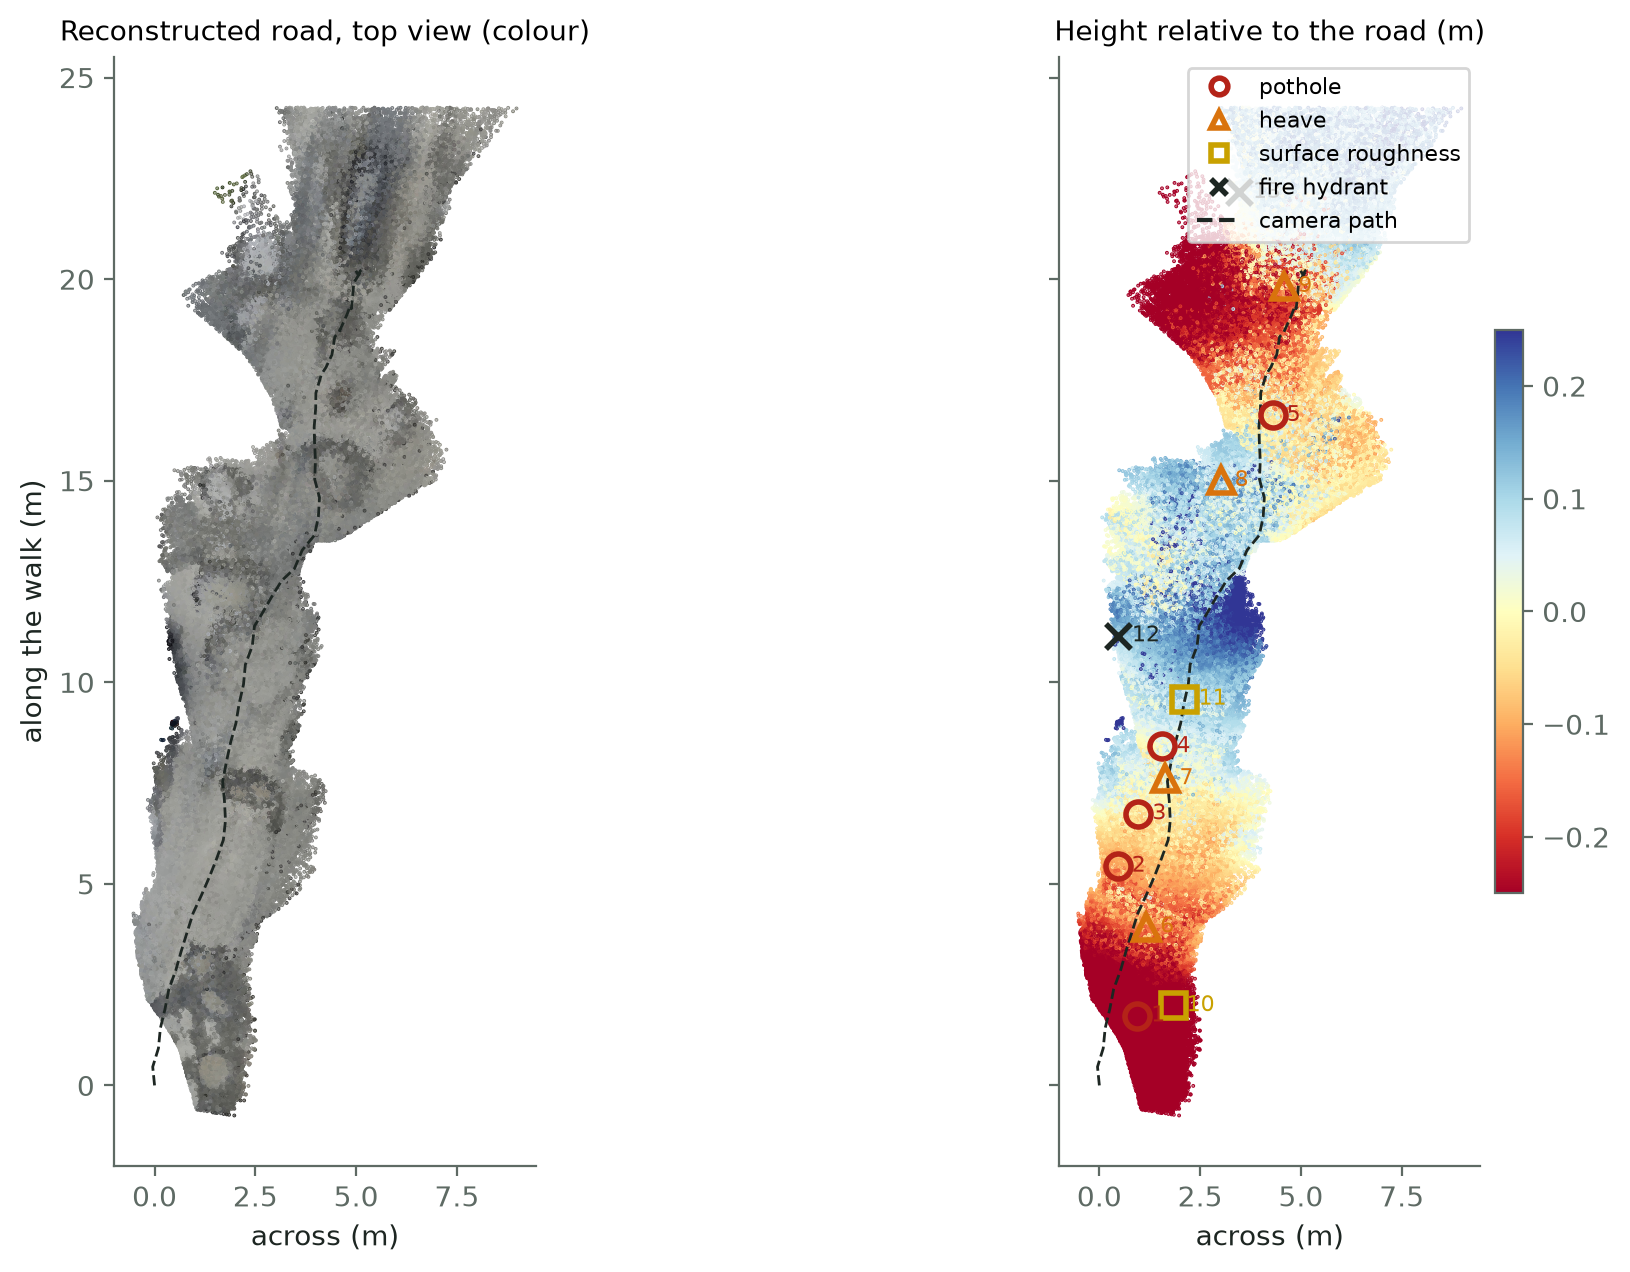 Reconstructed road, top view (colour)
Height relative to the road (m)
25
20
15
10
5
0
along the walk (m)
0.0
2.5
5.0
7.5
across (m)
pothole
heave
surface roughness
fire hydrant
camera path
9
5
8
12
11
4
7
3
2
10
0.0
2.5
5.0
7.5
across (m)
0.2
0.1
0.0
−0.1
−0.2